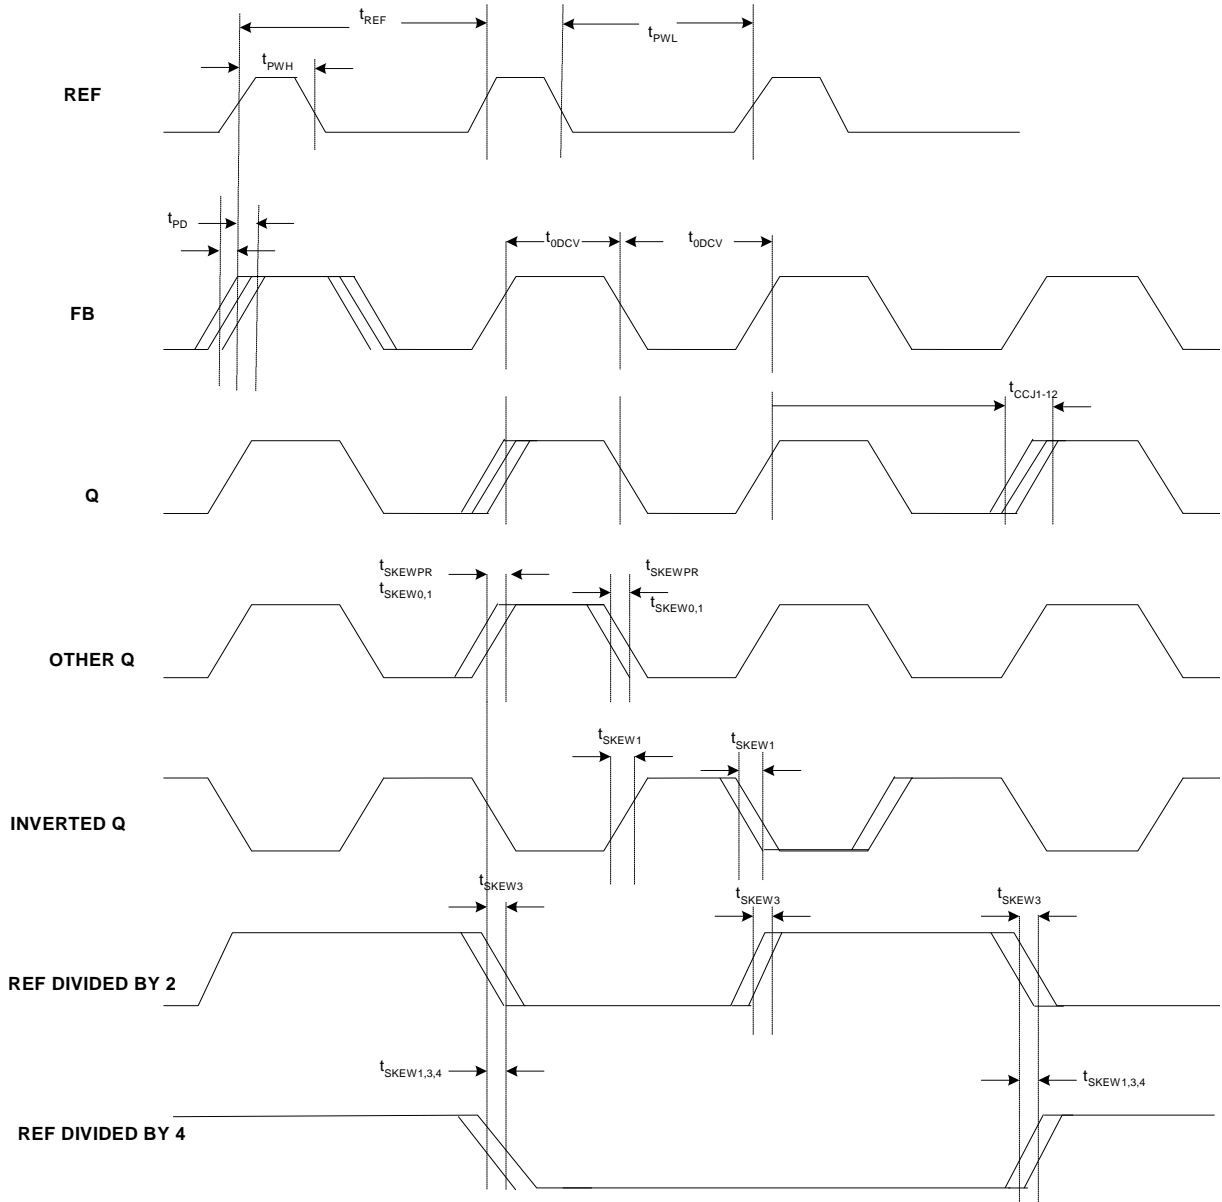 tREF
tPWL
tPWH
REF
tPD
t0DCV
t0DCV
FB
tCCJ1-12
Q
tSKEWPR
tSKEW0,1
tSKEWPR
tSKEW0,1
OTHER Q
tSKEW1
tSKEW1
INVERTED Q
tSKEW3
tSKEW3
tSKEW3
REF DIVIDED BY 2
tSKEW1,3,4
tSKEW1,3,4
REF DIVIDED BY 4